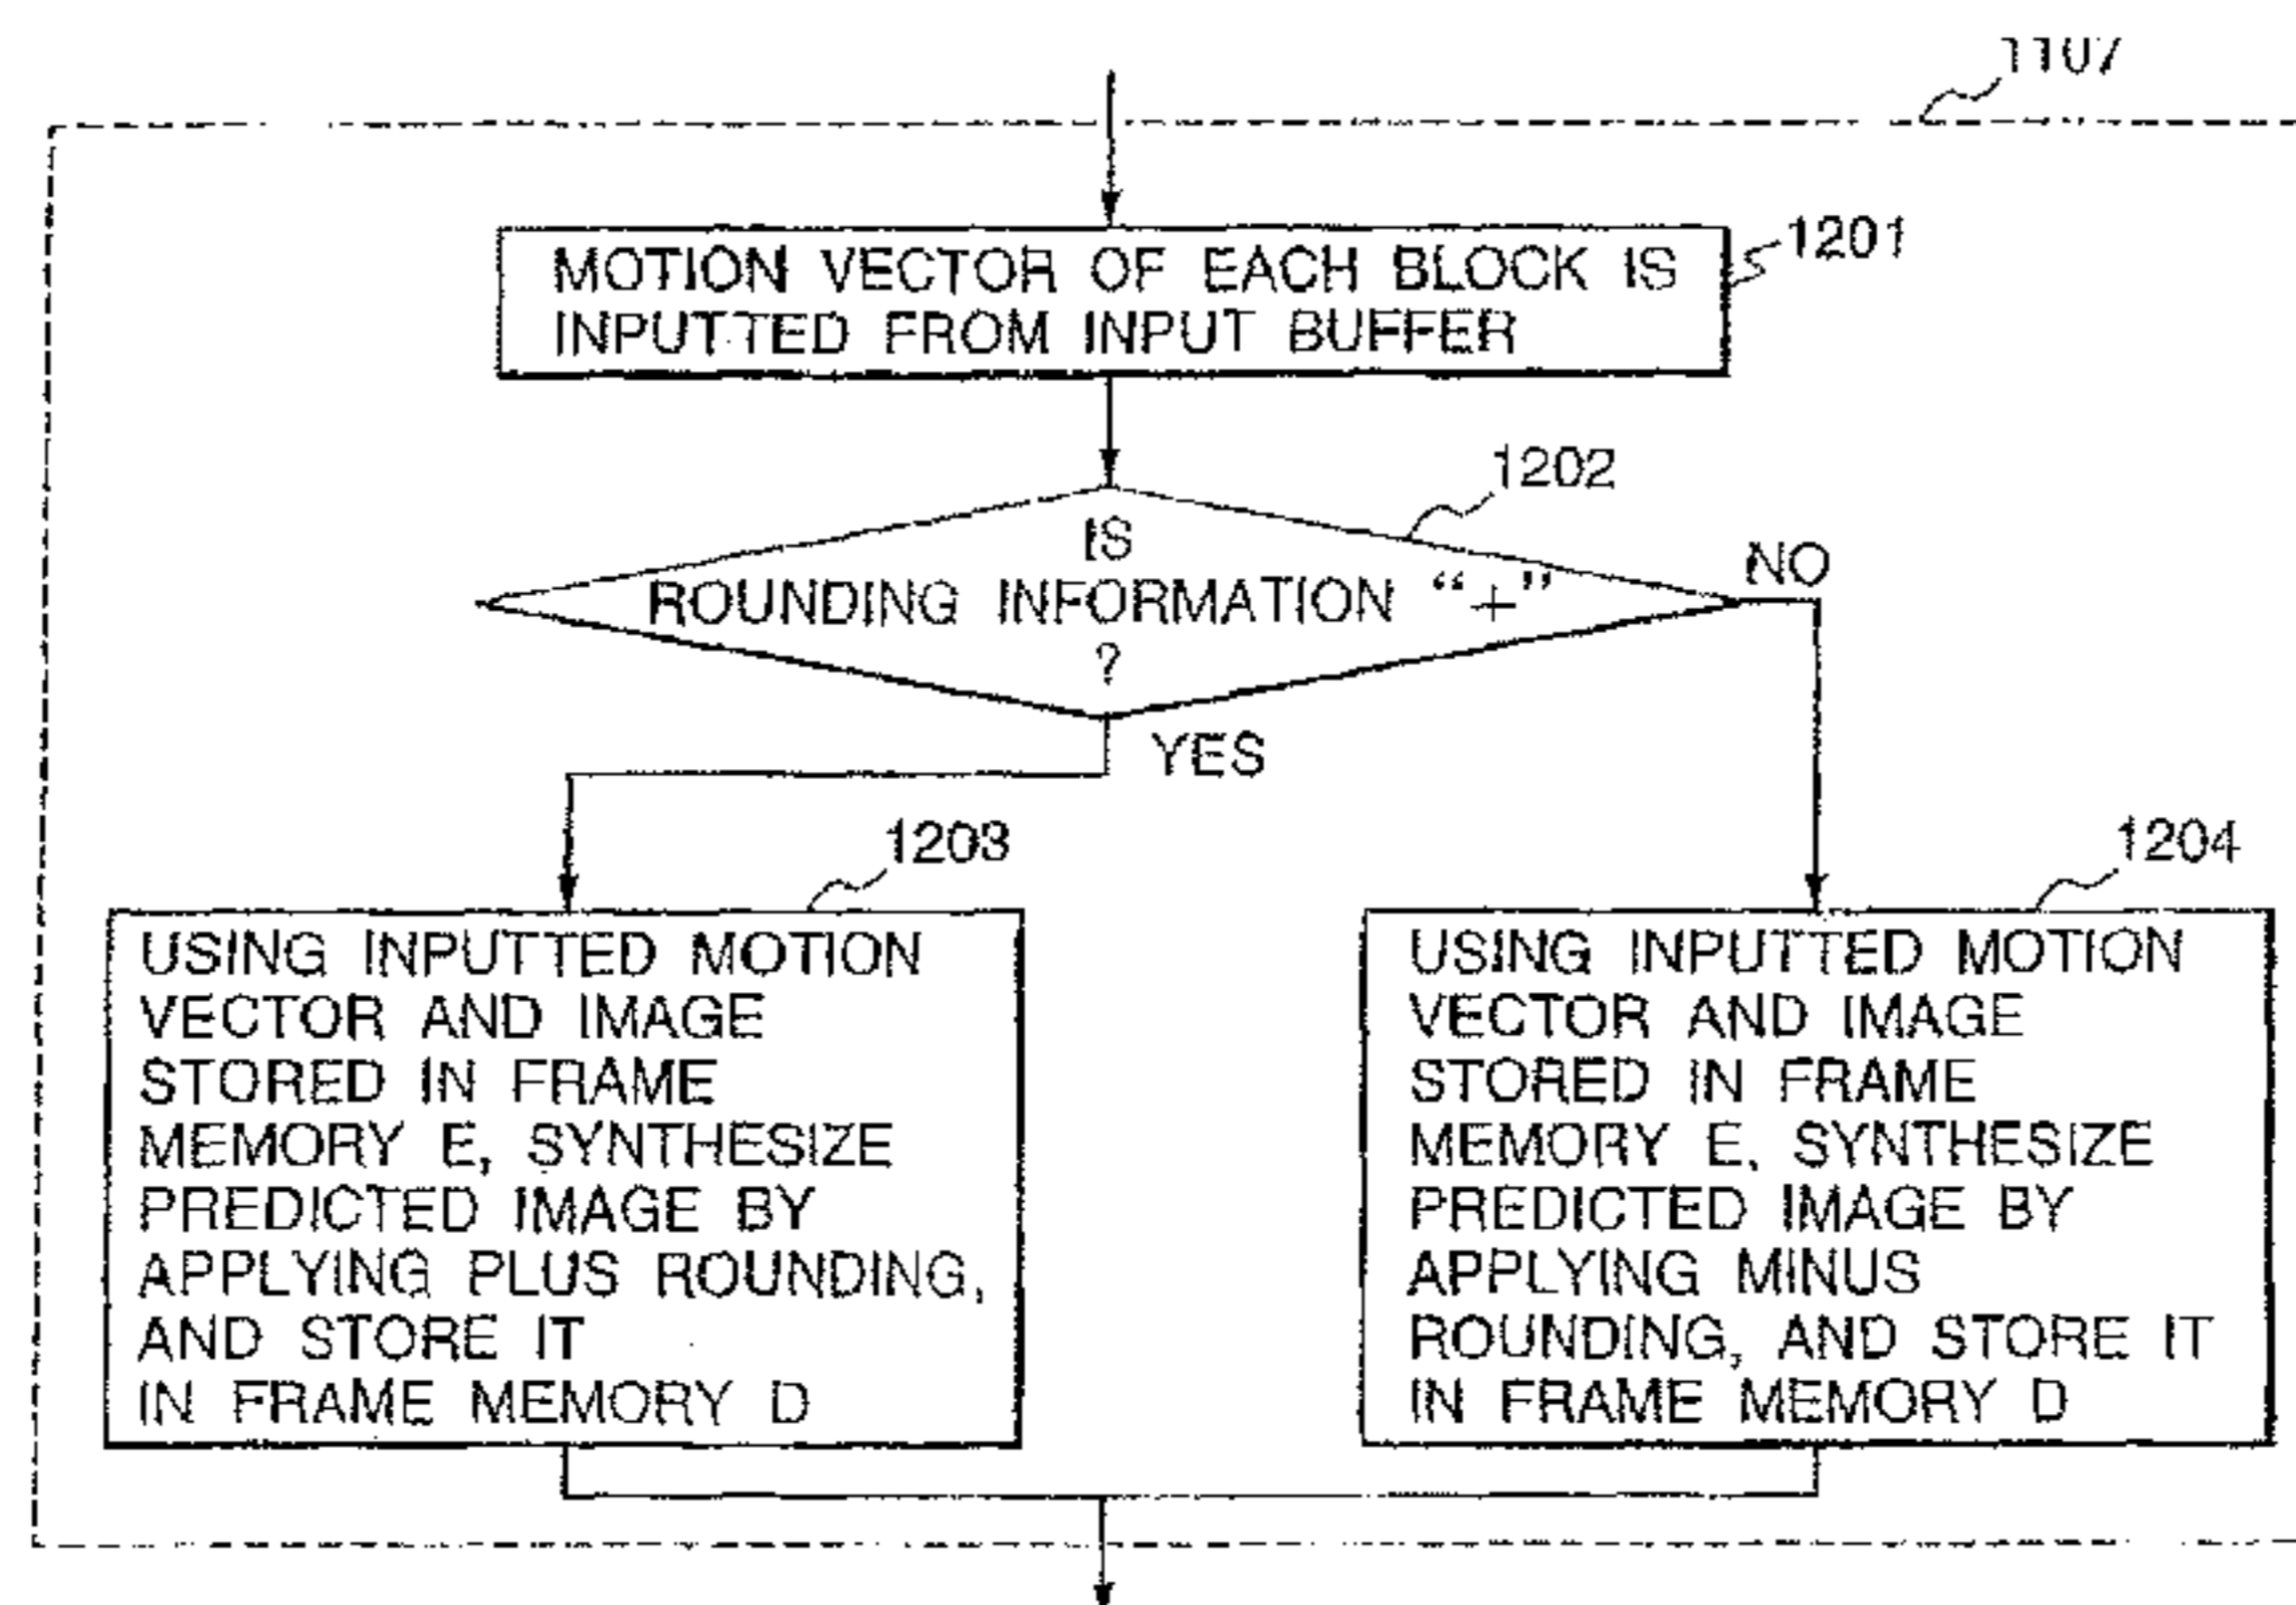 1107
MOTION VECTOR OF EACH BLOCK IS
INPUTTED FROM INPUT BUFFER
1201
1202
IS
ROUNDING INFORMATION “+”
?
NO
YES
1203
USING INPUTTED MOTION
VECTOR AND IMAGE
STORED IN FRAME
MEMORY E, SYNTHESIZE
PREDICTED IMAGE BY
APPLYING PLUS ROUNDING,
AND STORE IT
IN FRAME MEMORY D
1204
USING INPUTTED MOTION
VECTOR AND IMAGE
STORED IN FRAME
MEMORY E, SYNTHESIZE
PREDICTED IMAGE BY
APPLYING MINUS
ROUNDING, AND STORE IT
IN FRAME MEMORY D